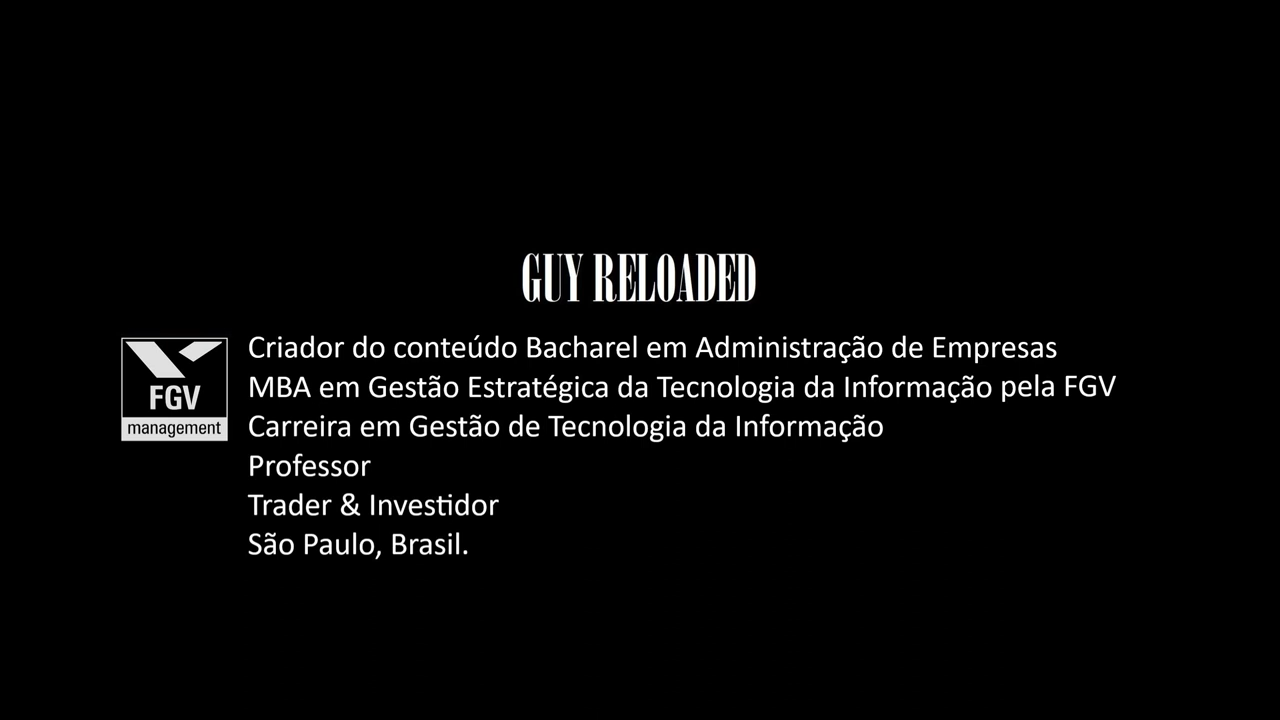 GUY RELOADED
Criador do conteúdo Bacharel em Administração de Empresas
MBA em Gestão Estratégica da Tecnologia da Informação pela FGV
Carreira em Gestão de Tecnologia da Informação
Professor
Trader & Investidor
São Paulo, Brasil.
FGV
management